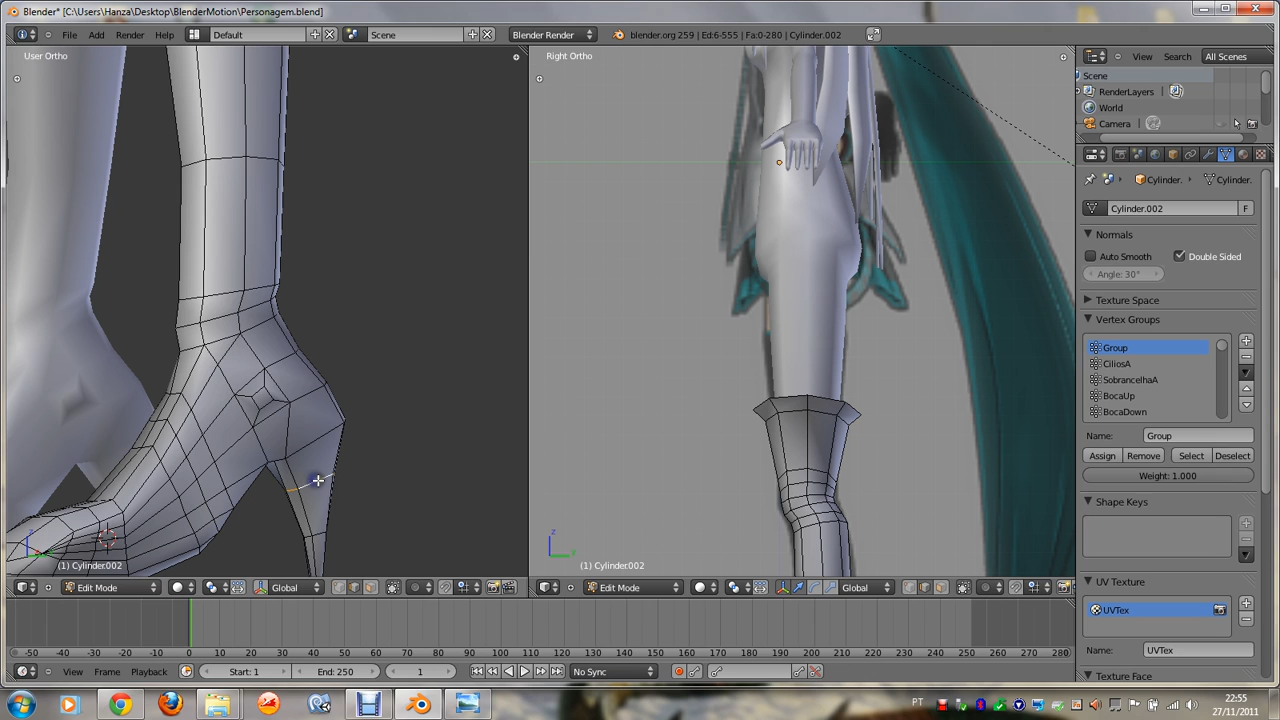 Blender* [C:\Users\Hanza\Desktop\BlenderMotion\Personagem.blend]
File Add Render Help Default Scene Blender Render blender.org 259 | Ed:6-555 | Fa:0-280 | Cylinder.002
View Search All Scenes
User Ortho
Right Ortho
Scene
RenderLayers
World
Camera
Cylinder. Cylinder.
Cylinder.002 F
Normals
Auto Smooth Double Sided
Angle: 30°
Texture Space
Vertex Groups
Group
CiliosA
SobrancelhaA
BocaUp
BocaDown
Name: Group
Assign Remove Select Deselect
Weight: 1.000
Shape Keys
UV Texture
UVTex
Name: UVTex
Texture Face
z
z
y
(1) Cylinder.002
(1) Cylinder.002
Edit Mode Global
Edit Mode Global
-50 -40 -30 -20 -10 0 10 20 30 40 50 60 70 80 90 100 110 120 130 140 150 160 170 180 190 200 210 220 230 240 250 260 270 280
View Frame Playback Start: 1 End: 250 1 No Sync
PT
22:55
27/11/2011